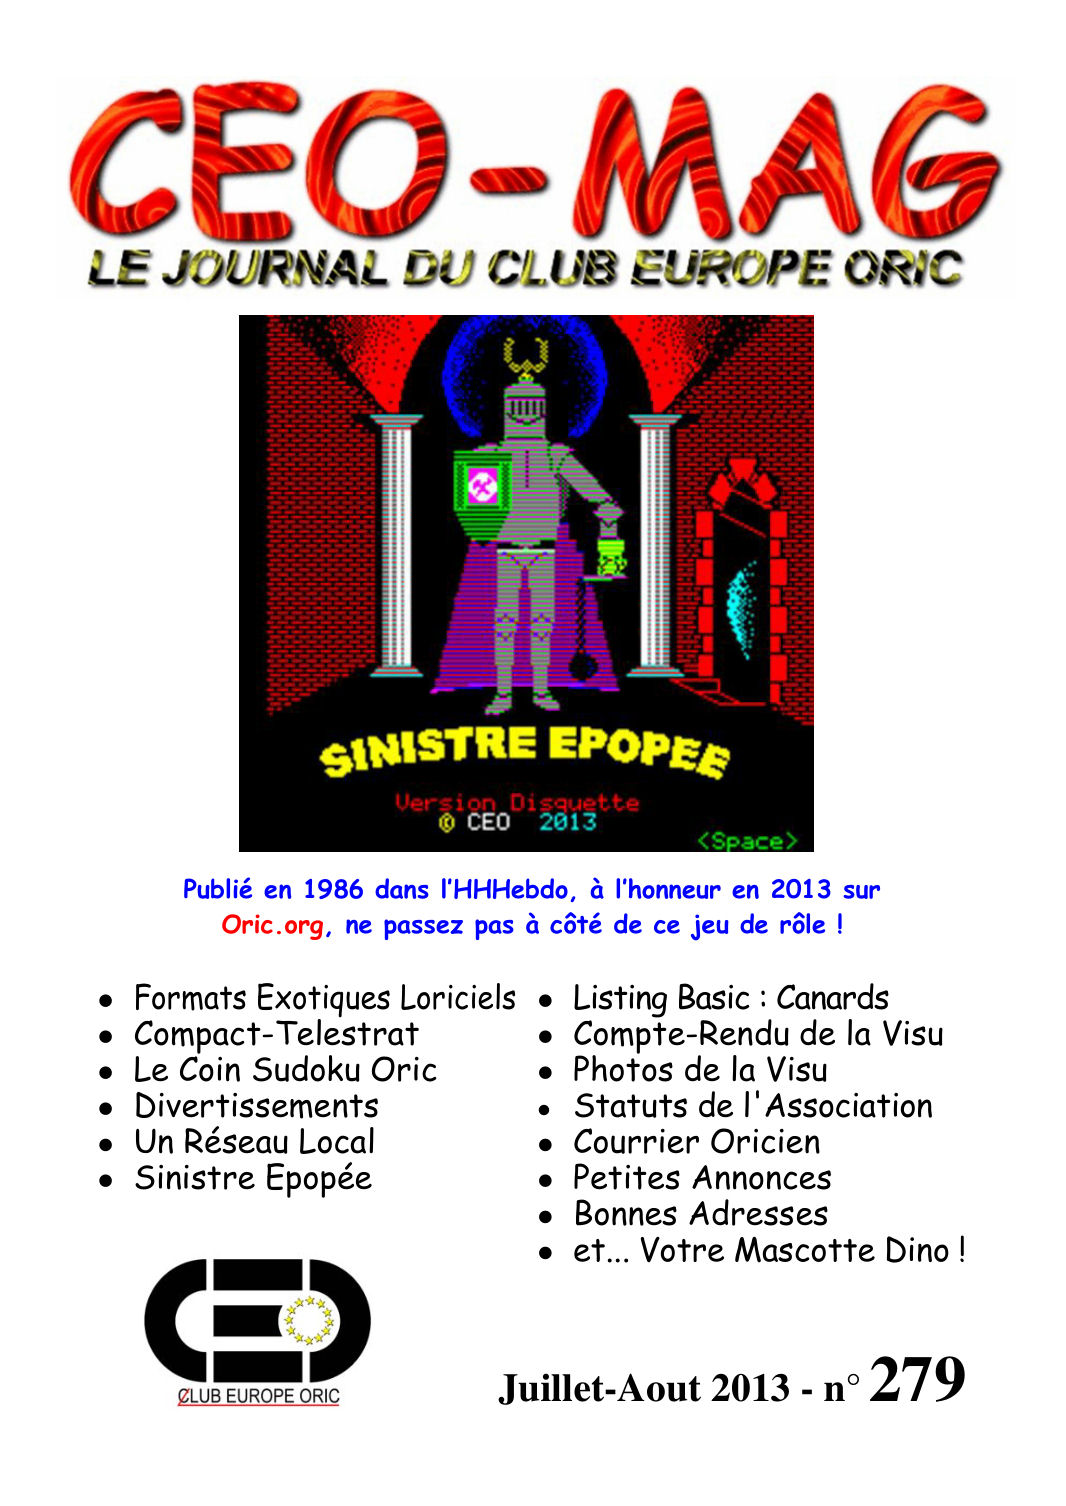 CEO-MAG
LE JOURNAL DU CLUB EUROPE ORIC
SINISTRE EPOPEE
Version Disquette
© CEO 2013
<Space>
Publié en 1986 dans l'HHHebdo, à l'honneur en 2013 sur
Oric.org, ne passez pas à côté de ce jeu de rôle !
• Formats Exotiques Loriciels
• Compact-Telestrat
• Le Coin Sudoku Oric
• Divertissements
• Un Réseau Local
• Sinistre Epopée
• Listing Basic : Canards
• Compte-Rendu de la Visu
• Photos de la Visu
• Statuts de l'Association
• Courrier Oricien
• Petites Annonces
• Bonnes Adresses
• et... Votre Mascotte Dino !
CEO
CLUB EUROPE ORIC
Juillet-Aout 2013 - n° 279